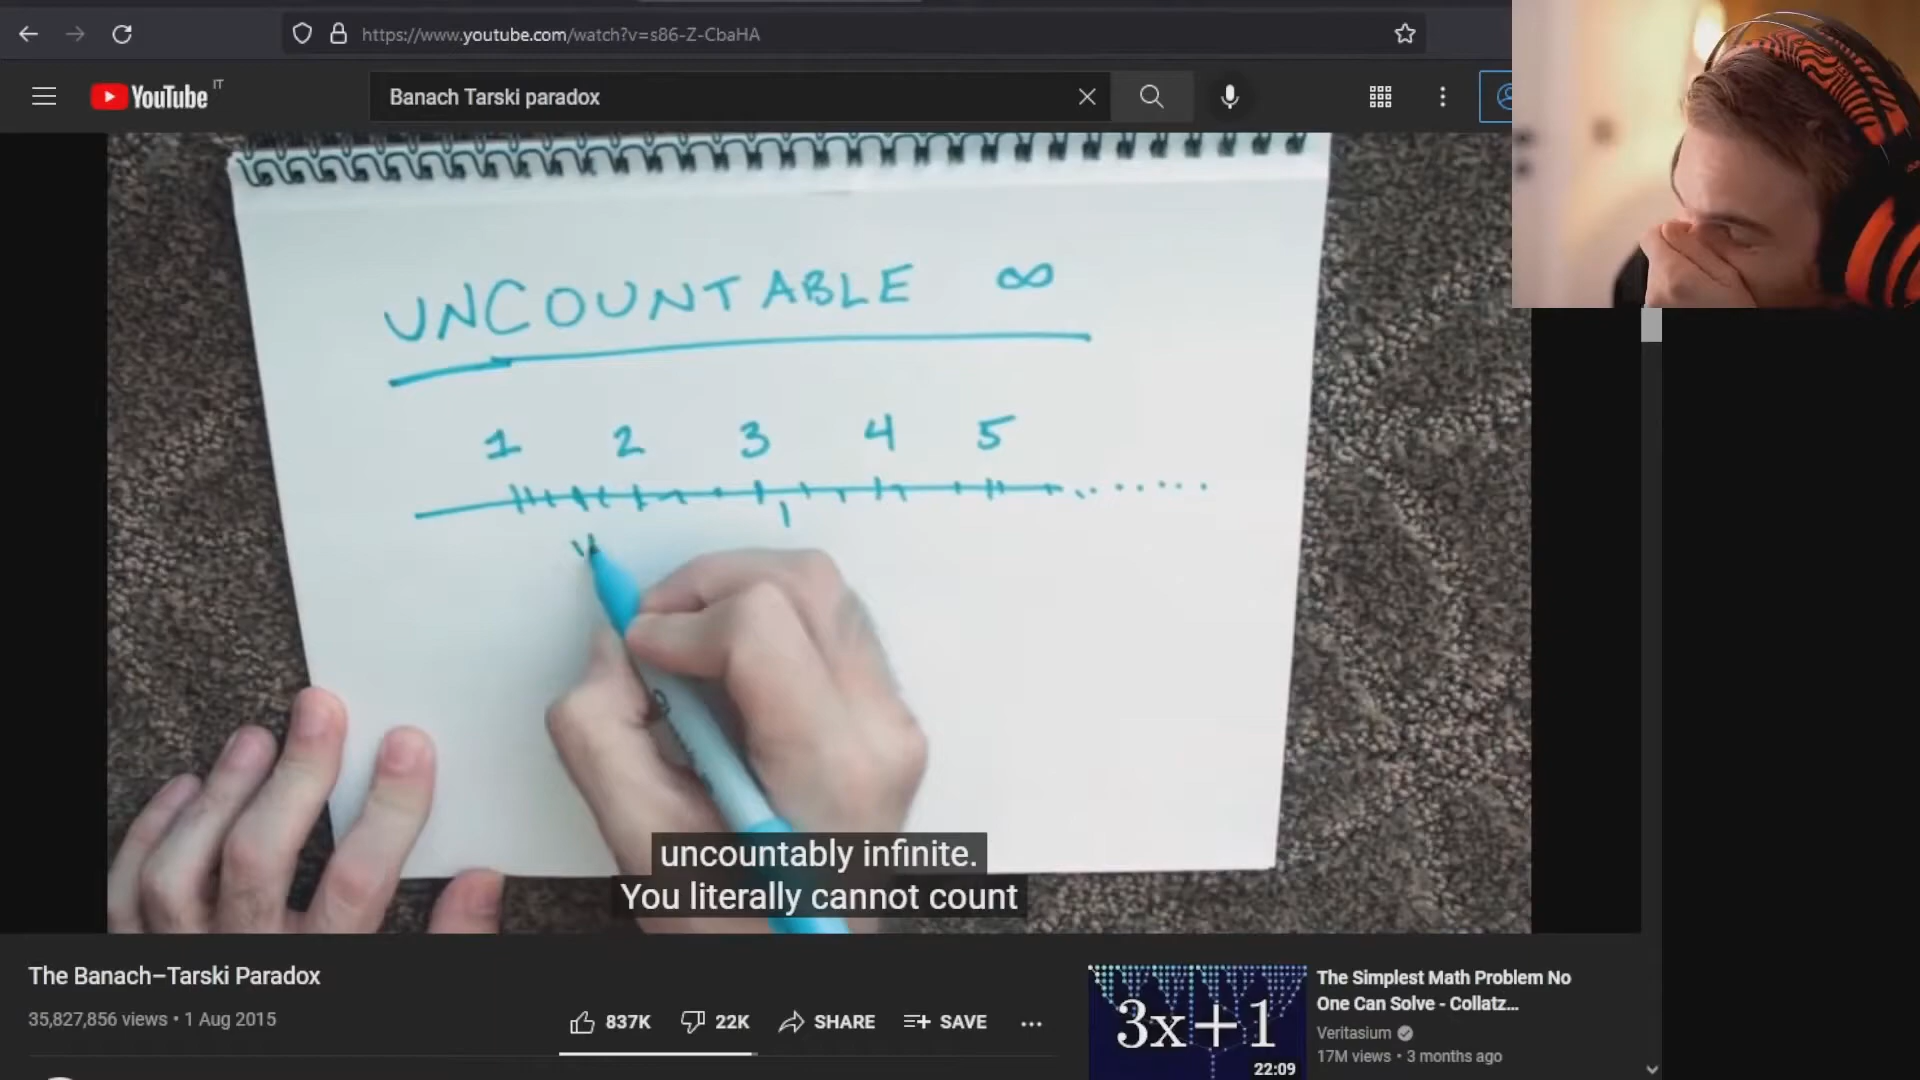 https://www.youtube.com/watch?v=s86-Z-CbaHA
YouTube IT
Banach Tarski paradox
UNCOUNTABLE ∞
1 2 3 4 5
uncountably infinite.
You literally cannot count
The Banach–Tarski Paradox
35,827,856 views • 1 Aug 2015
837K 22K SHARE SAVE
3x+1
22:09
The Simplest Math Problem No
One Can Solve - Collatz...
Veritasium
17M views • 3 months ago